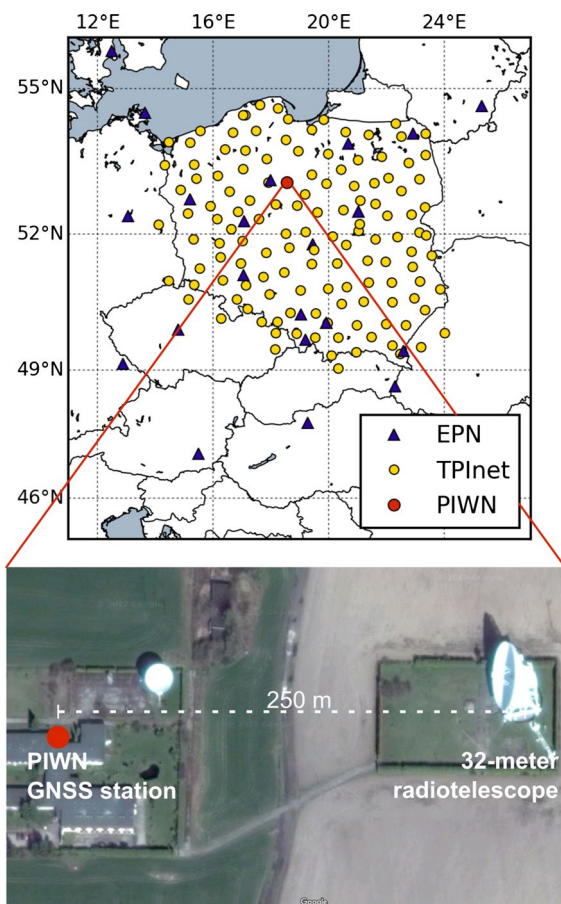 12°E 16°E 20°E 24°E
55°N
52°N
49°N
46°N
EPN
TPInet
PIWN
250 m
PIWN
GNSS station
32-meter
radiotelescope
Google